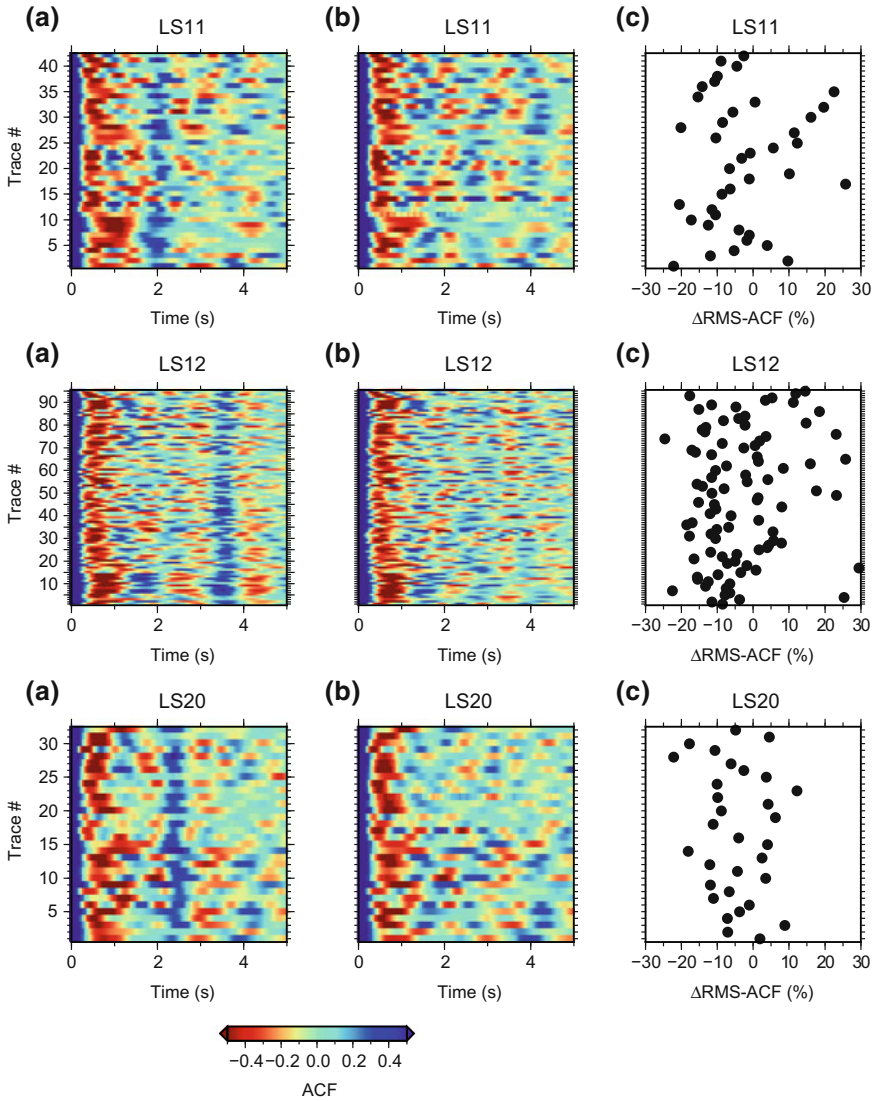 (a) (b) (c)
LS11 LS11 LS11
Trace #
40
35
30
25
20
15
10
5
0 2 4 0 2 4 −30 −20 −10 0 10 20 30
Time (s) Time (s) ΔRMS-ACF (%)
(a) (b) (c)
LS12 LS12 LS12
Trace #
90
80
70
60
50
40
30
20
10
0 2 4 0 2 4 −30 −20 −10 0 10 20 30
Time (s) Time (s) ΔRMS-ACF (%)
(a) (b) (c)
LS20 LS20 LS20
Trace #
30
25
20
15
10
5
0 2 4 0 2 4 −30 −20 −10 0 10 20 30
Time (s) Time (s) ΔRMS-ACF (%)
−0.4 −0.2 0.0 0.2 0.4
ACF